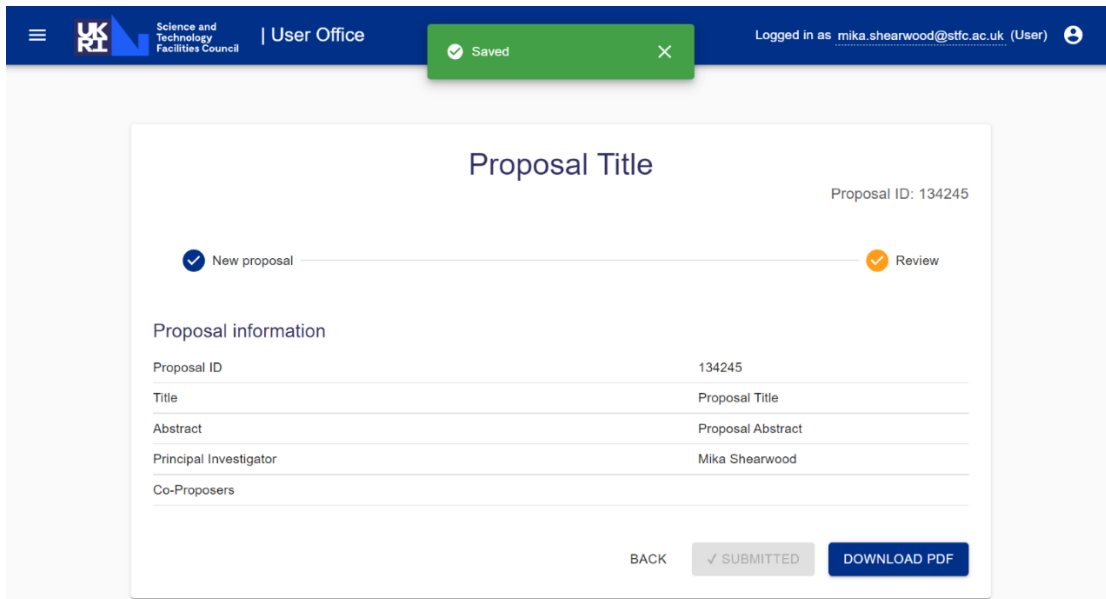 UK
RI
Science and
Technology
Facilities Council
| User Office
Saved
Logged in as mika.shearwood@stfc.ac.uk (User)
Proposal Title
Proposal ID: 134245
New proposal
Review
Proposal information
Proposal ID 134245
Title Proposal Title
Abstract Proposal Abstract
Principal Investigator Mika Shearwood
Co-Proposers
BACK ✓ SUBMITTED DOWNLOAD PDF